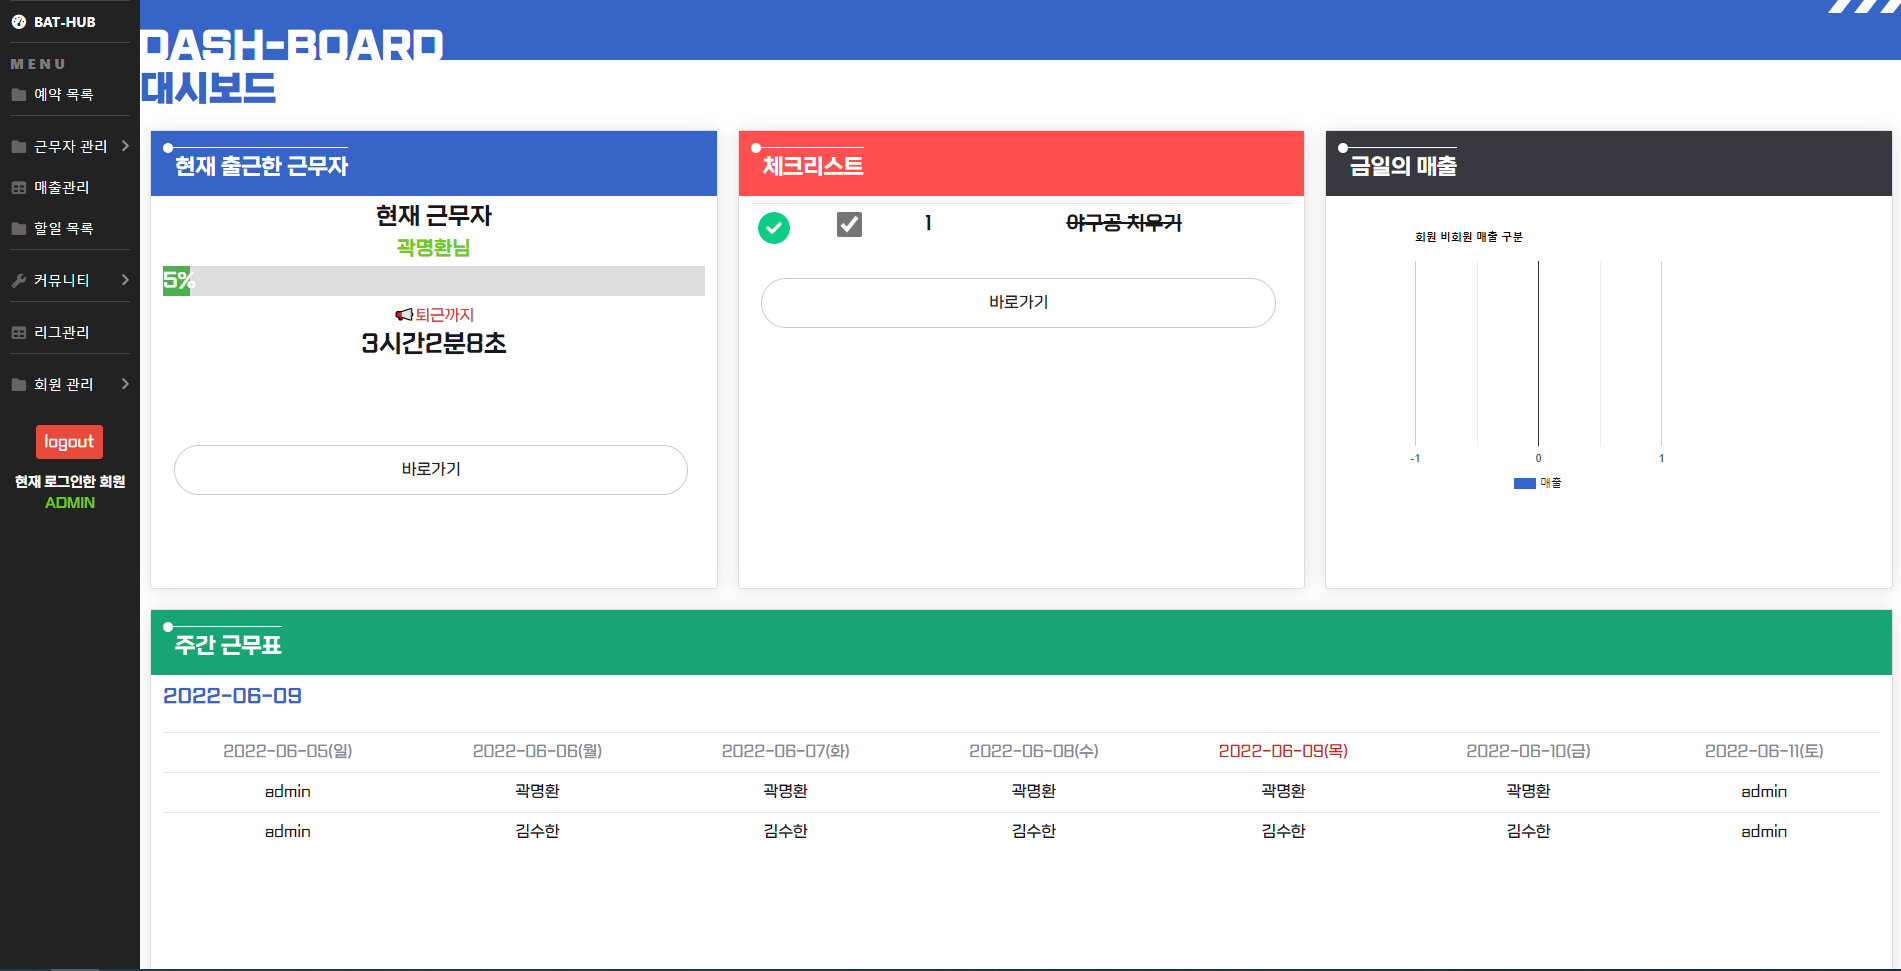 BAT-HUB
MENU
예약 목록
근무자 관리
매출관리
할일 목록
커뮤니티
리그관리
회원 관리
logout
현재 로그인한 회원
ADMIN
DASH-BOARD
대시보드
현재 출근한 근무자
현재 근무자
곽명환님
5%
퇴근까지
3시간2분8초
바로가기
체크리스트
1 야구공 치우기
바로가기
금일의 매출
회원 비회원 매출 구분
-1 0 1
매출
주간 근무표
2022-06-09
2022-06-05(일) 2022-06-06(월) 2022-06-07(화) 2022-06-08(수) 2022-06-09(목) 2022-06-10(금) 2022-06-11(토)
admin 곽명환 곽명환 곽명환 곽명환 곽명환 admin
admin 김수한 김수한 김수한 김수한 김수한 admin